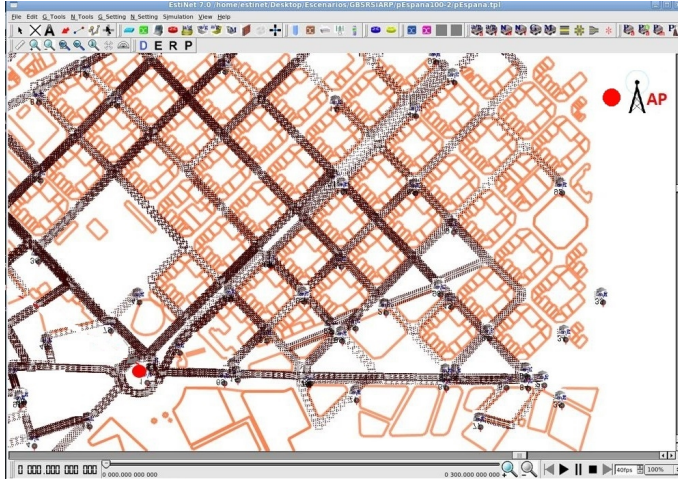 EstiNet 7.0 /home/estinet/Desktop/Escenarios/GBSRSiARP/pEspana100-2/pEspana.tpl
File Edit G_Tools N_Tools G_Setting N_Setting Simulation View Help
A
D E R P
AP
0 000 000 000 000
0 000.000 000 000
0 300.000 000 000
40fps
100%